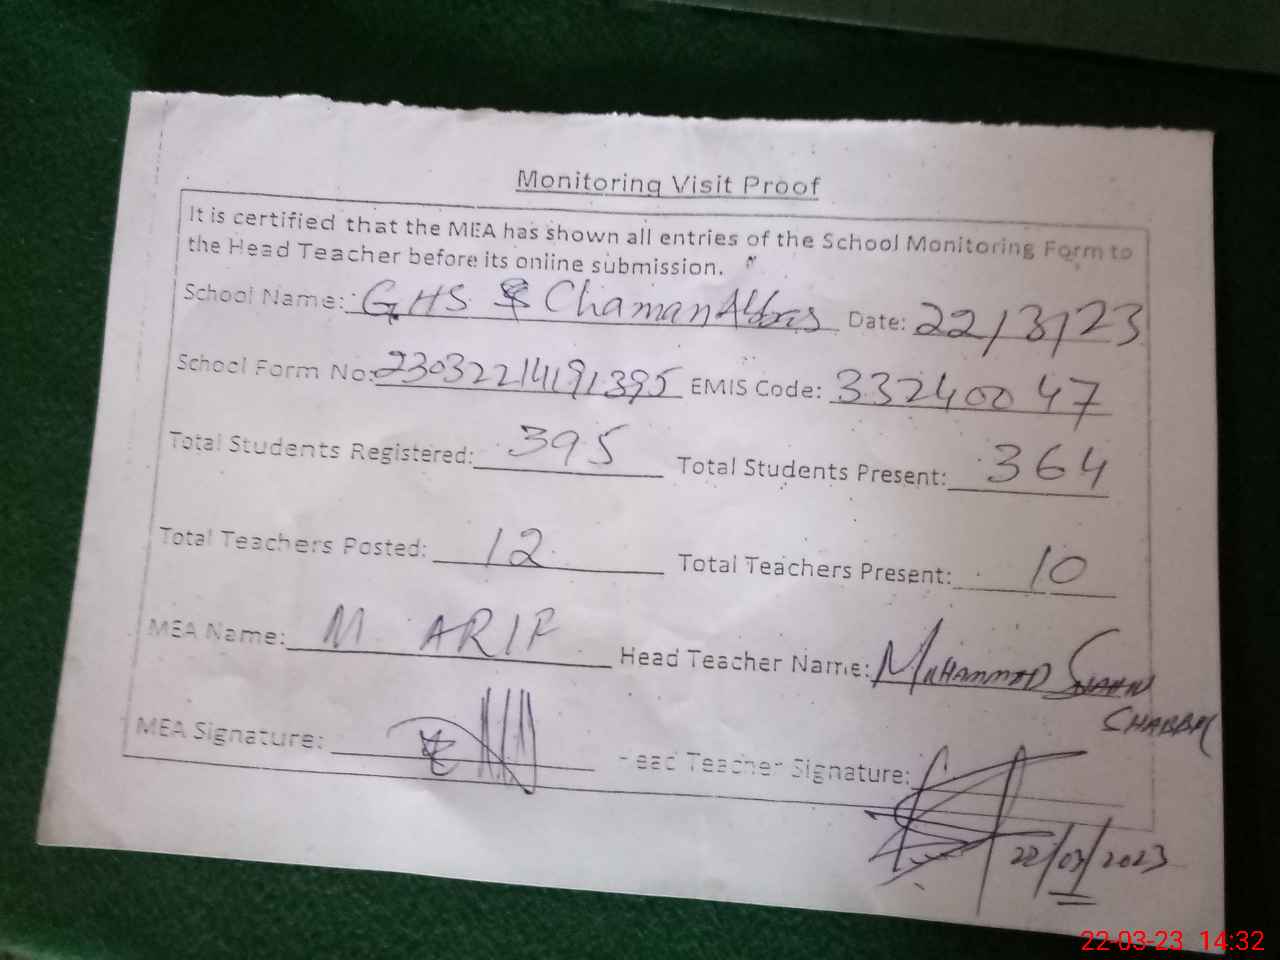 Monitoring Visit Proof
It is certified that the MEA has shown all entries of the School Monitoring Form to
the Head Teacher before its online submission.
School Name: GHS Chaman Abbas Date: 22/3/23
School Form No: 23032214191395 EMIS Code: 33240047
Total Students Registered: 395 Total Students Present: 364
Total Teachers Posted: 12 Total Teachers Present: 10
MEA Name: M ARIF Head Teacher Name: MUHAMMAD
MEA Signature: Head Teacher Signature:
22/03/2023
22-03-23 14:32